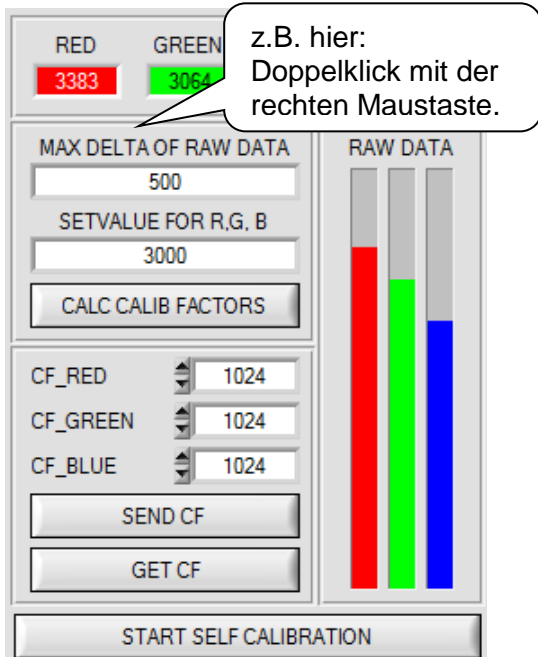 z.B. hier:
Doppelklick mit der
rechten Maustaste.
RED GREEN
3383 3064
MAX DELTA OF RAW DATA
500
SETVALUE FOR R,G, B
3000
CALC CALIB FACTORS
RAW DATA
CF_RED 1024
CF_GREEN 1024
CF_BLUE 1024
SEND CF
GET CF
START SELF CALIBRATION